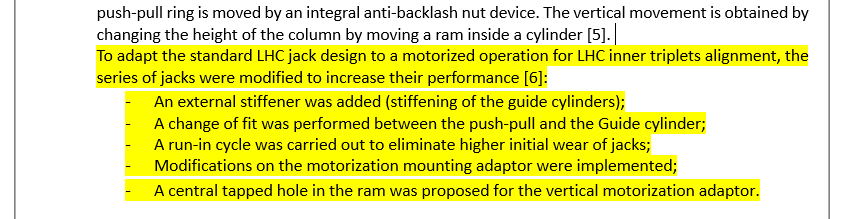 push-pull ring is moved by an integral anti-backlash nut device. The vertical movement is obtained by
changing the height of the column by moving a ram inside a cylinder [5].
To adapt the standard LHC jack design to a motorized operation for LHC inner triplets alignment, the
series of jacks were modified to increase their performance [6]:
- An external stiffener was added (stiffening of the guide cylinders);
- A change of fit was performed between the push-pull and the Guide cylinder;
- A run-in cycle was carried out to eliminate higher initial wear of jacks;
- Modifications on the motorization mounting adaptor were implemented;
- A central tapped hole in the ram was proposed for the vertical motorization adaptor.